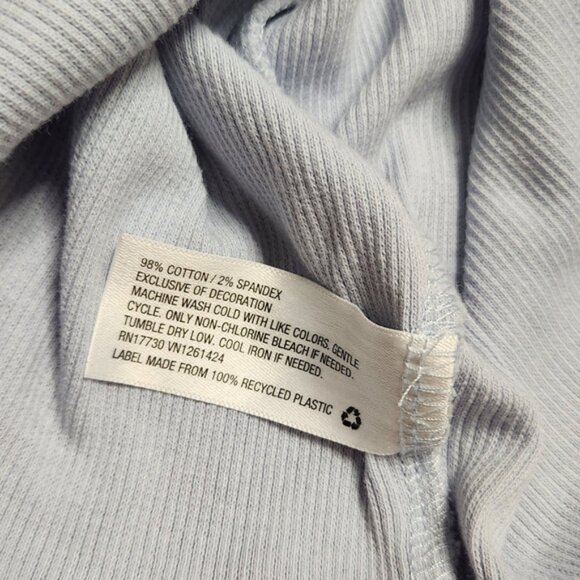 98% COTTON / 2% SPANDEX
EXCLUSIVE OF DECORATION
MACHINE WASH COLD WITH LIKE COLORS. GENTLE
CYCLE. ONLY NON-CHLORINE BLEACH IF NEEDED.
TUMBLE DRY LOW. COOL IRON IF NEEDED.
RN17730 VN1261424
LABEL MADE FROM 100% RECYCLED PLASTIC